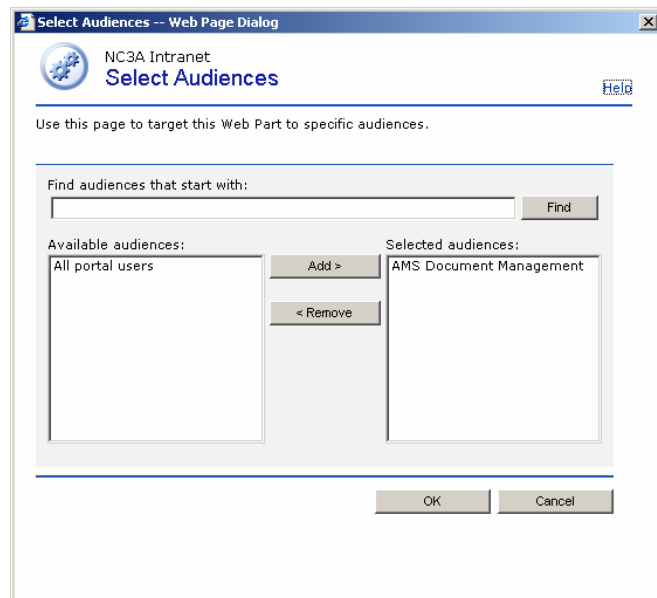 Select Audiences -- Web Page Dialog
NC3A Intranet
Select Audiences
Help
Use this page to target this Web Part to specific audiences.
Find audiences that start with:
Find
Available audiences:
Selected audiences:
All portal users
Add >
AMS Document Management
< Remove
OK
Cancel